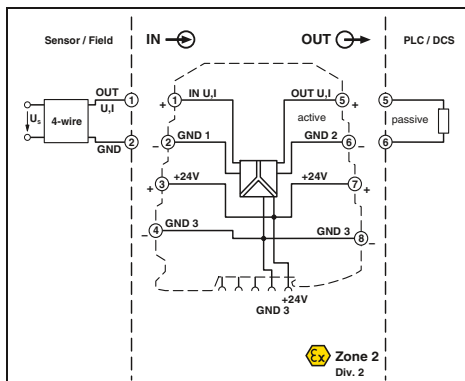 Sensor / Field IN OUT PLC / DCS
OUT 1 + 1 IN U,I OUT U,I 5 + 5
U,I
Us 4-wire active passive
GND 2 − 2 GND 1 GND 2 6 − 6
+ 3 +24V +24V 7 +
− 4 GND 3 GND 3 8 −
+24V
GND 3
Ex Zone 2
Div. 2